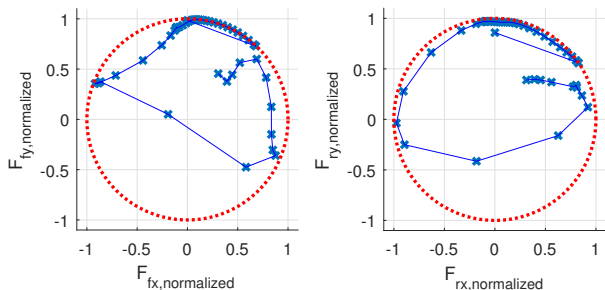 1
0.5
0
-0.5
-1
-1 -0.5 0 0.5 1
F_fx,normalized
F_fy,normalized
1
0.5
0
-0.5
-1
-1 -0.5 0 0.5 1
F_rx,normalized
F_ry,normalized